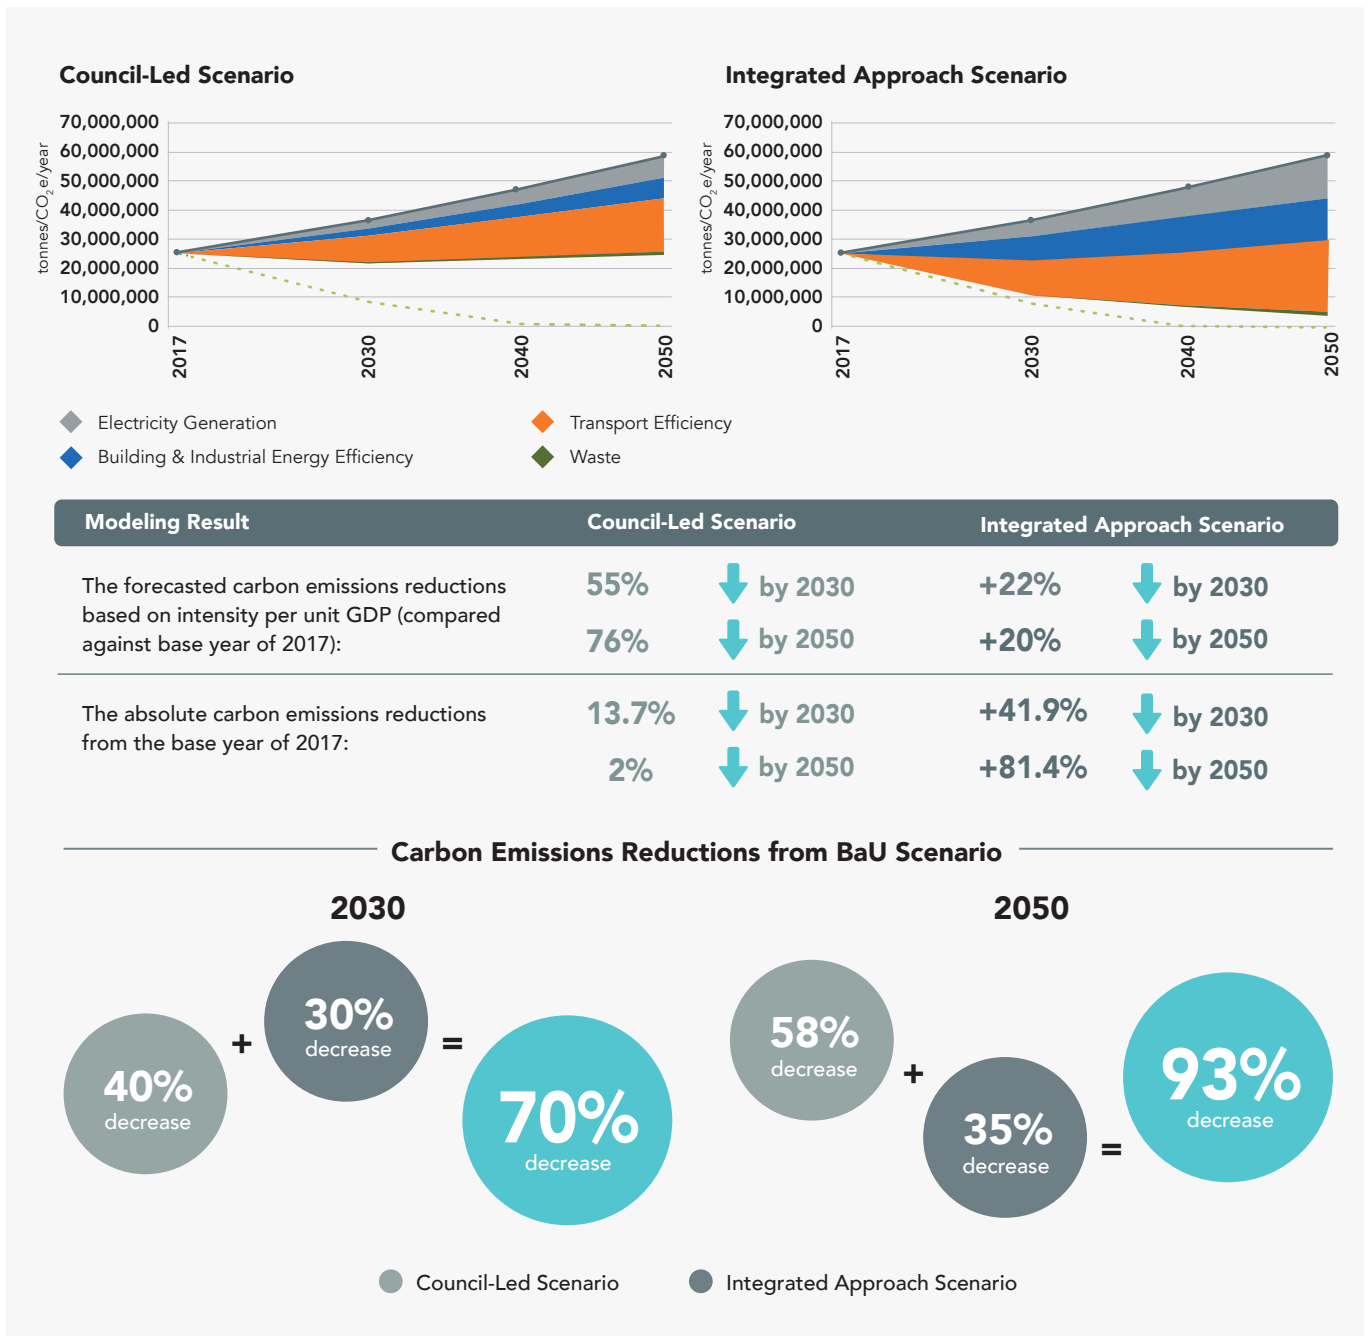 Council-Led Scenario
70,000,000
60,000,000
50,000,000
40,000,000
30,000,000
20,000,000
10,000,000
0
tonnes/CO2 e/year
2017
2030
2040
2050
Integrated Approach Scenario
70,000,000
60,000,000
50,000,000
40,000,000
30,000,000
20,000,000
10,000,000
0
tonnes/CO2 e/year
2017
2030
2040
2050
Electricity Generation
Transport Efficiency
Building & Industrial Energy Efficiency
Waste
Modeling Result
Council-Led Scenario
Integrated Approach Scenario
The forecasted carbon emissions reductions
based on intensity per unit GDP (compared
against base year of 2017):
55% by 2030
+22% by 2030
76% by 2050
+20% by 2050
The absolute carbon emissions reductions
from the base year of 2017:
13.7% by 2030
+41.9% by 2030
2% by 2050
+81.4% by 2050
Carbon Emissions Reductions from BaU Scenario
2030
40%
decrease
+
30%
decrease
=
70%
decrease
2050
58%
decrease
+
35%
decrease
=
93%
decrease
Council-Led Scenario
Integrated Approach Scenario